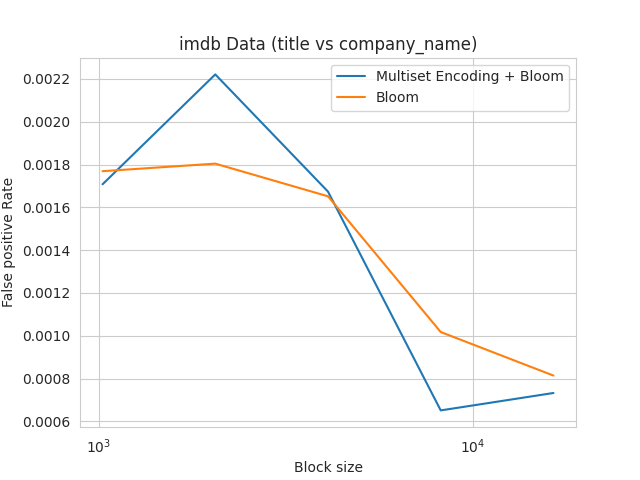 imdb Data (title vs company_name)
Multiset Encoding + Bloom
Bloom
False positive Rate
0.0022
0.0020
0.0018
0.0016
0.0014
0.0012
0.0010
0.0008
0.0006
10³
10⁴
Block size